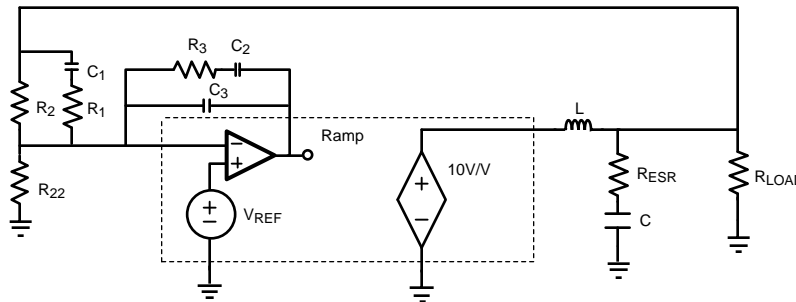 R3
C2
C1
C3
R2
R1
R22
Ramp
VREF
10V/V
L
RESR
C
RLOAD